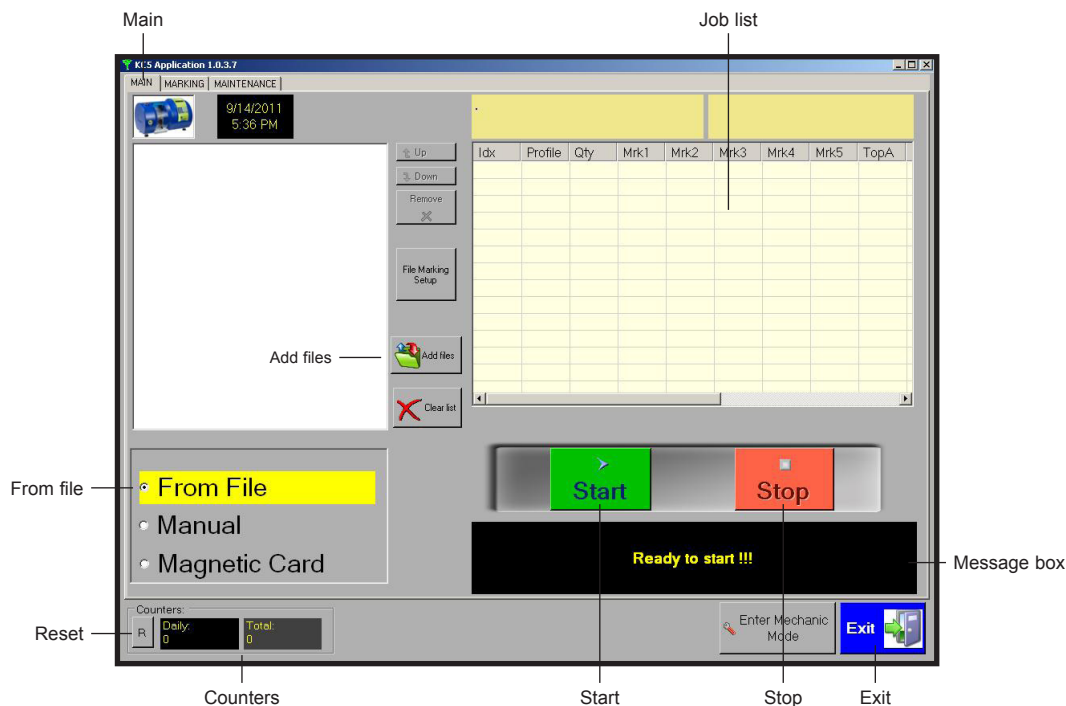 Main
Job list
KCS Application 1.0.3.7
MAIN MARKING MAINTENANCE
9/14/2011
5:36 PM
.
Up
Down
Remove
File Marking
Setup
Add files
Add files
Clear list
Idx Profile Qty Mrk1 Mrk2 Mrk3 Mrk4 Mrk5 TopA
From file
From File
Manual
Magnetic Card
Start
Stop
Ready to start !!!
Message box
Counters:
Reset
R
Daily:
0
Total:
0
Enter Mechanic
Mode
Exit
Counters
Start
Stop
Exit